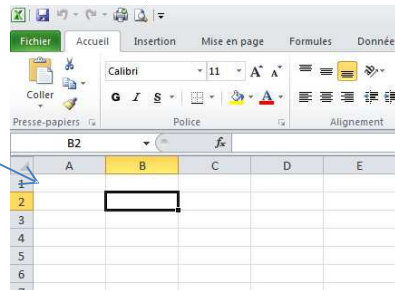 Fichier Accueil Insertion Mise en page Formules Donnée
Calibri 11 A A
Coller G I S A
Presse-papiers Police Alignement
B2 fx
A B C D E
1
2
3
4
5
6